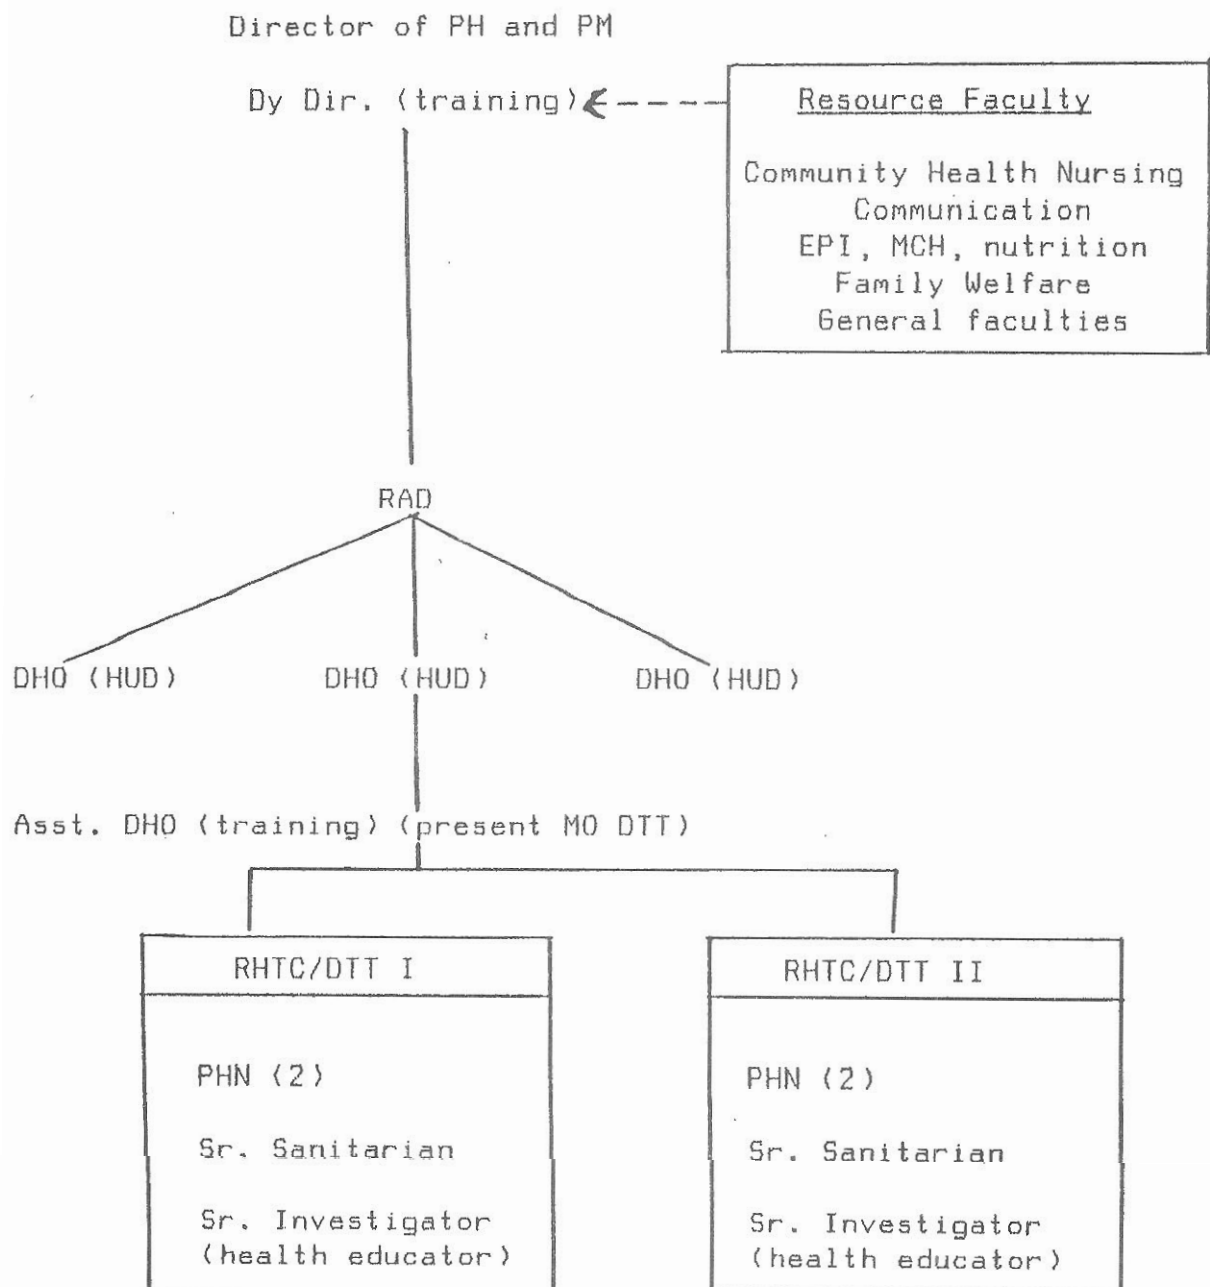 Director of PH and PM
Dy Dir. (training)
Resource Faculty
Community Health Nursing
Communication
EPI, MCH, nutrition
Family Welfare
General faculties
RAD
DHO (HUD)
DHO (HUD)
DHO (HUD)
Asst. DHO (training) (present MO DTT)
RHTC/DTT I
PHN (2)
Sr. Sanitarian
Sr. Investigator
(health educator)
RHTC/DTT II
PHN (2)
Sr. Sanitarian
Sr. Investigator
(health educator)